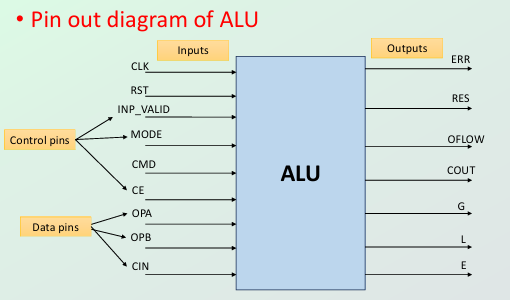 • Pin out diagram of ALU
Inputs
Outputs
CLK
RST
INP_VALID
MODE
CMD
CE
OPA
OPB
CIN
Control pins
Data pins
ALU
ERR
RES
OFLOW
COUT
G
L
E